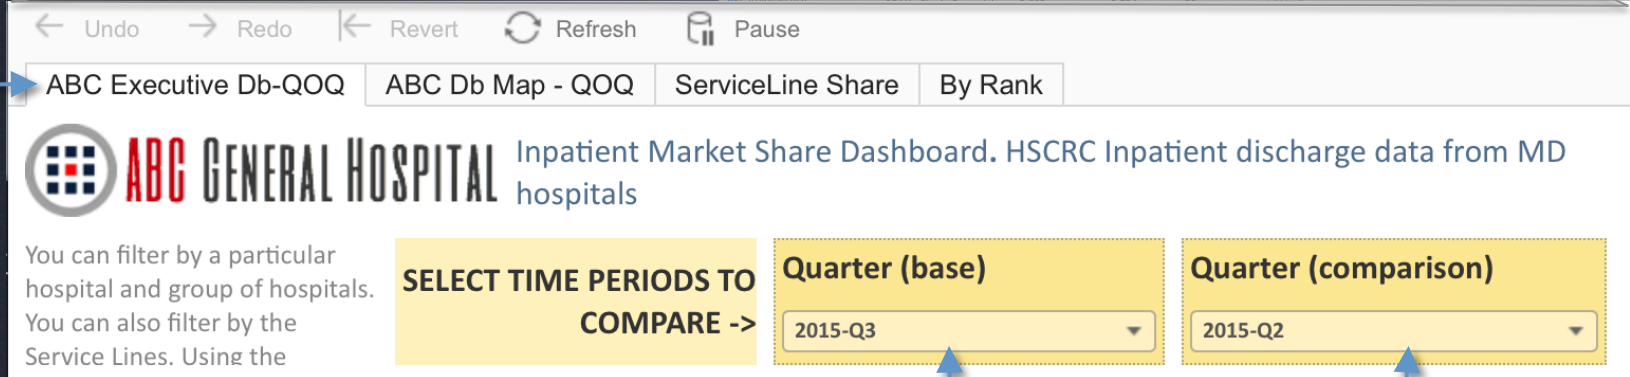 Undo Redo Revert Refresh Pause
ABC Executive Db-QOQ ABC Db Map - QOQ ServiceLine Share By Rank
ABC GENERAL HOSPITAL
Inpatient Market Share Dashboard. HSCRC Inpatient discharge data from MD
hospitals
You can filter by a particular
hospital and group of hospitals.
You can also filter by the
Service Lines. Using the
SELECT TIME PERIODS TO
COMPARE ->
Quarter (base)
2015-Q3
Quarter (comparison)
2015-Q2